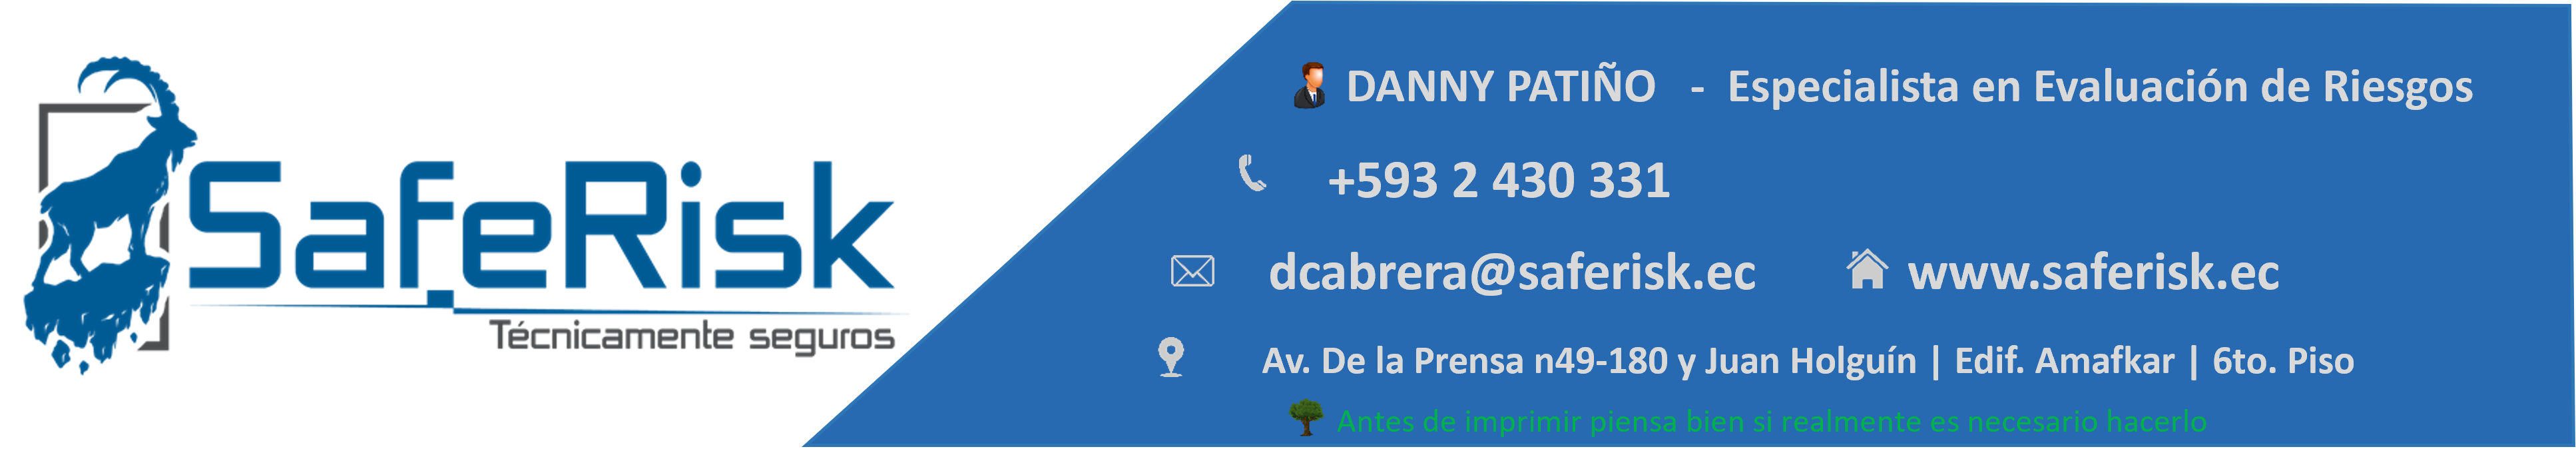 SafeRisk
Técnicamente seguros
DANNY PATIÑO - Especialista en Evaluación de Riesgos
+593 2 430 331
dcabrera@saferisk.ec www.saferisk.ec
Av. De la Prensa n49-180 y Juan Holguín | Edif. Amafkar | 6to. Piso
Antes de imprimir piensa bien si realmente es necesario hacerlo